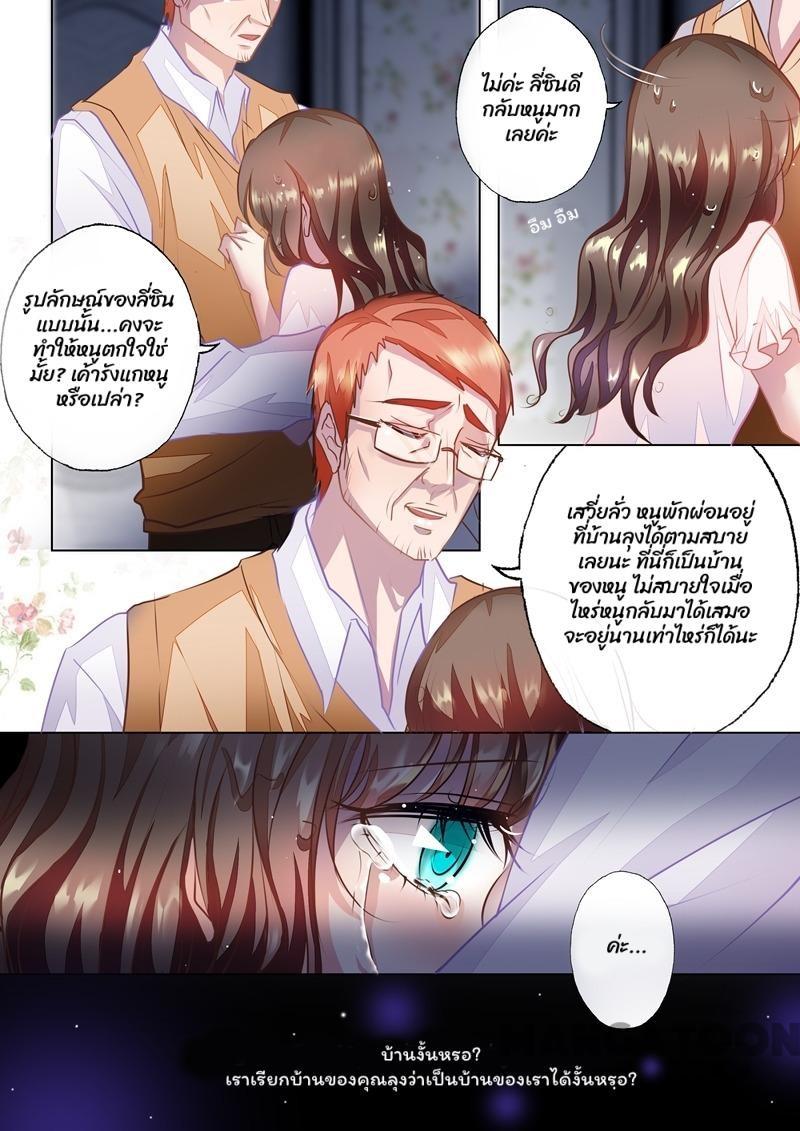 รูปลักษณ์ของลี่ซิน
แบบนั้น...คงจะ
ทำให้หนูตกใจใช่
มั้ย? เค้ารังแกหนู
หรือเปล่า?
ไม่ค่ะ ลี่ซินดี
กลับหนูมาก
เลยค่ะ
อืม อืม
เสวี่ยลั่ว หนูพักผ่อนอยู่
ที่บ้านลุงได้ตามสบาย
เลยนะ ที่นี่ก็เป็นบ้าน
ของหนู ไม่สบายใจเมื่อ
ไหร่หนูกลับมาได้เสมอ
จะอยู่นานเท่าไหร่ก็ได้นะ
ค่ะ...
บ้านงั้นหรอ?
เราเรียกบ้านของคุณลุงว่าเป็นบ้านของเราได้งั้นหรอ?
MANGATOON